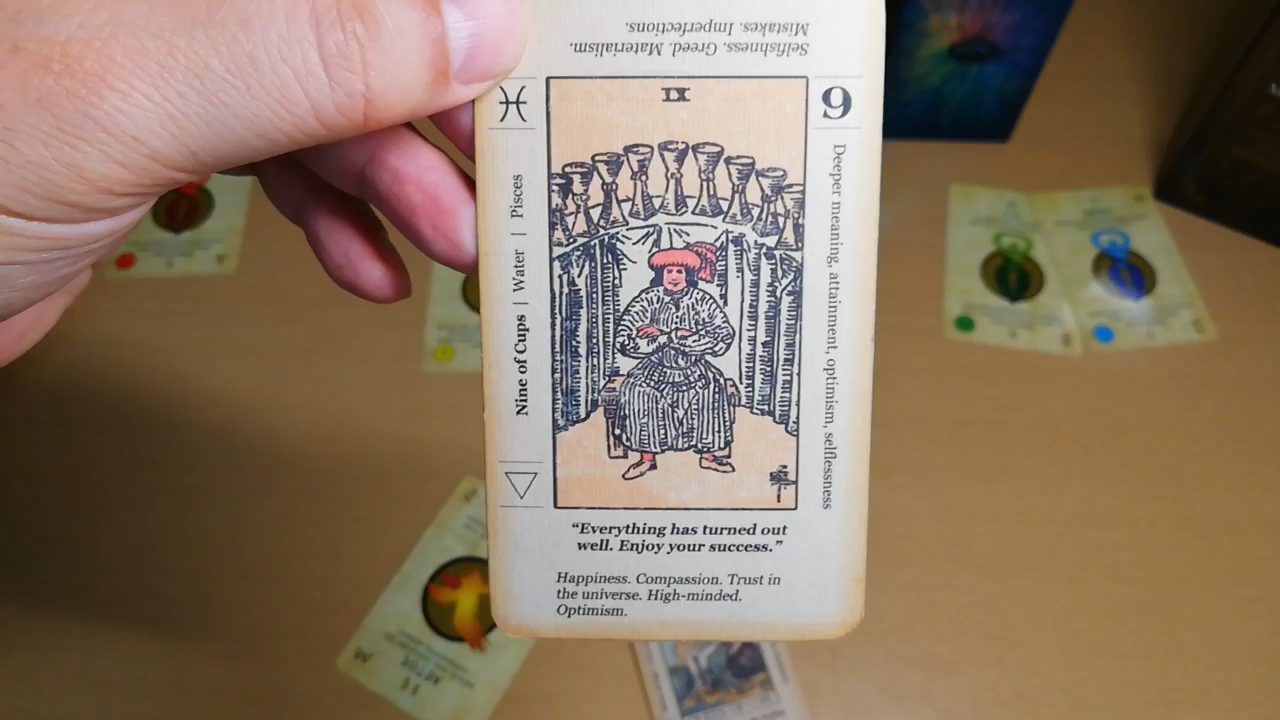 Selfishness. Greed. Materialism.
Mistakes. Imperfections.
IX
9
Nine of Cups | Water | Pisces
Deeper meaning, attainment, optimism, selflessness
“Everything has turned out
well. Enjoy your success.”
Happiness. Compassion. Trust in
the universe. High-minded.
Optimism.